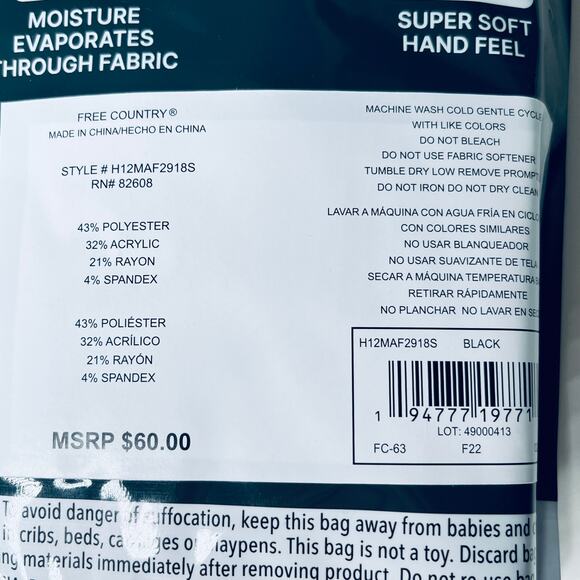 MOISTURE
EVAPORATES
THROUGH FABRIC
SUPER SOFT
HAND FEEL
FREE COUNTRY®
MADE IN CHINA/HECHO EN CHINA
STYLE # H12MAF2918S
RN# 82608
43% POLYESTER
32% ACRYLIC
21% RAYON
4% SPANDEX
43% POLIÉSTER
32% ACRÍLICO
21% RAYÓN
4% SPANDEX
MSRP $60.00
MACHINE WASH COLD GENTLE CYCLE
WITH LIKE COLORS
DO NOT BLEACH
DO NOT USE FABRIC SOFTENER
TUMBLE DRY LOW REMOVE PROMPT
DO NOT IRON DO NOT DRY CLEAN
LAVAR A MÁQUINA CON AGUA FRÍA EN CICLO
CON COLORES SIMILARES
NO USAR BLANQUEADOR
NO USAR SUAVIZANTE DE TELA
SECAR A MÁQUINA TEMPERATURA
RETIRAR RÁPIDAMENTE
NO PLANCHAR NO LAVAR EN SEC
H12MAF2918S BLACK
1 94777 19771
LOT: 49000413
FC-63 F22
To avoid danger of suffocation, keep this bag away from babies and
in cribs, beds, carriages or playpens. This bag is not a toy. Discard
ing materials immediately after removing product. Do not re-use